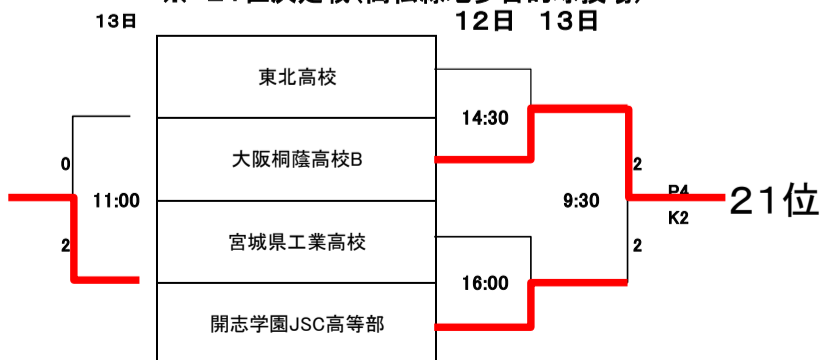 12日 13日
13日
東北高校
14:30
大阪桐蔭高校B
0
2
11:00
9:30
P4
21位
K2
宮城県工業高校
2
2
16:00
開志学園JSC高等部